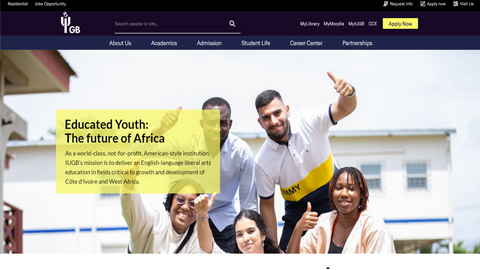 Residential Jobs Opportunity Request info Apply now Visit Us
IUGB
Search people or site... MyLibrary MyMoodle MyIUGB CCE Apply Now
About Us Academics Admission Student Life Career Center Partnerships
Educated Youth:
The future of Africa
As a world-class, not-for-profit, American-style institution
IUGB's mission is to deliver an English-language liberal arts
education in fields critical to growth and development of
Côte d'Ivoire and West Africa.
MMY